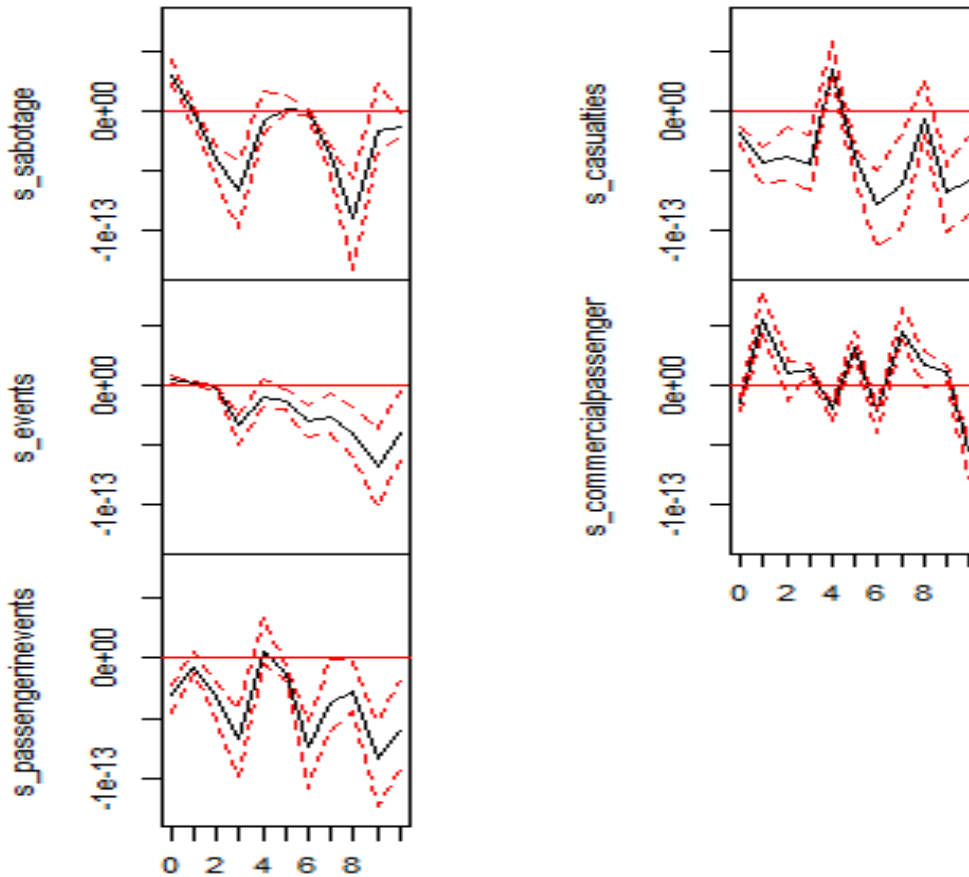 s_sabotage
0e+00
-1e-13
s_events
0e+00
-1e-13
s_passengerinevents
0e+00
-1e-13
0 2 4 6 8
s_casualties
0e+00
-1e-13
s_commercialpassenger
0e+00
-1e-13
0 2 4 6 8